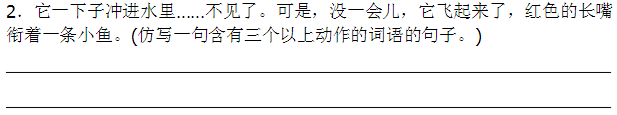 2．它一下子冲进水里……不见了。可是，没一会儿，它飞起来了，红色的长嘴
衔着一条小鱼。(仿写一句含有三个以上动作的词语的句子。)